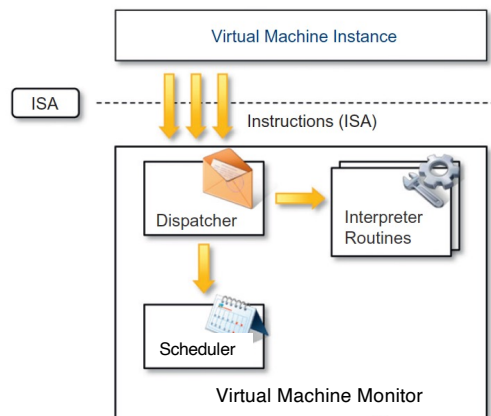 Virtual Machine Instance
ISA
Instructions (ISA)
Dispatcher
Interpreter
Routines
Scheduler
Virtual Machine Monitor